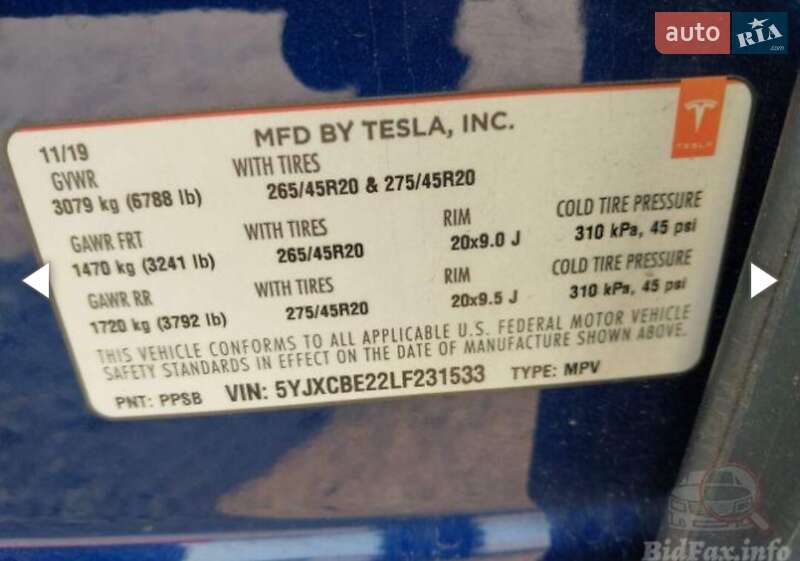 auto RIA .com
MFD BY TESLA, INC.
TESLA
11/19
GVWR WITH TIRES
3079 kg (6788 lb) 265/45R20 & 275/45R20
GAWR FRT WITH TIRES RIM COLD TIRE PRESSURE
1470 kg (3241 lb) 265/45R20 20x9.0 J 310 kPa, 45 psi
GAWR RR WITH TIRES RIM COLD TIRE PRESSURE
1720 kg (3792 lb) 275/45R20 20x9.5 J 310 kPa, 45 psi
THIS VEHICLE CONFORMS TO ALL APPLICABLE U.S. FEDERAL MOTOR VEHICLE
SAFETY STANDARDS IN EFFECT ON THE DATE OF MANUFACTURE SHOWN ABOVE.
PNT: PPSB VIN: 5YJXCBE22LF231533 TYPE: MPV
BidFax.info